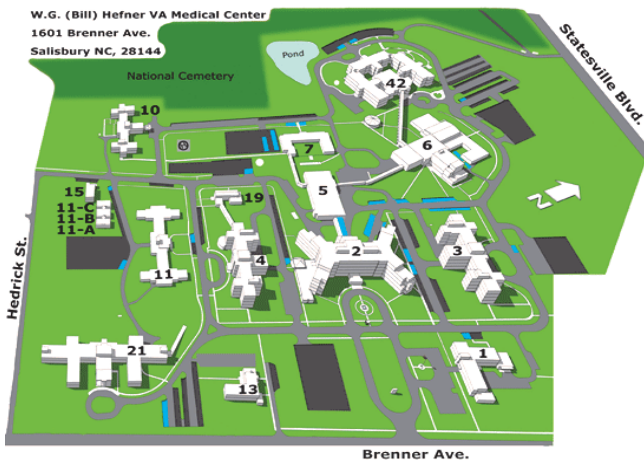 W.G. (Bill) Hefner VA Medical Center
1601 Brenner Ave.
Salisbury NC, 28144
Statesville Blvd.
Pond
National Cemetery
42
10
7
6
N
15
19
5
11-C
11-B
11-A
2
3
4
11
Hedrick St.
21
1
13
Brenner Ave.